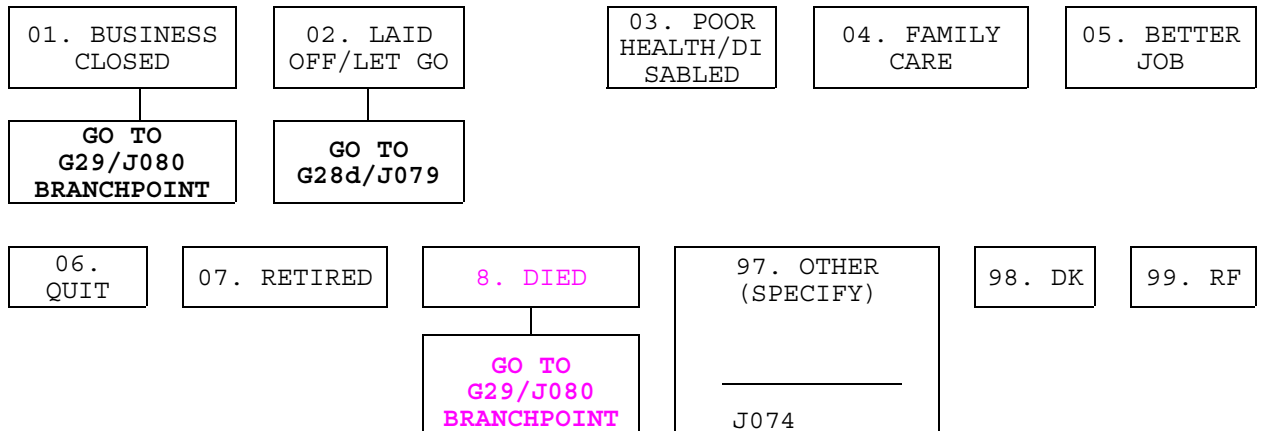 01. BUSINESS
CLOSED
02. LAID
OFF/LET GO
03. POOR
HEALTH/DI
SABLED
04. FAMILY
CARE
05. BETTER
JOB
GO TO
G29/J080
BRANCHPOINT
GO TO
G28d/J079
06.
QUIT
07. RETIRED
8. DIED
97. OTHER
(SPECIFY)
98. DK
99. RF
GO TO
G29/J080
BRANCHPOINT
J074